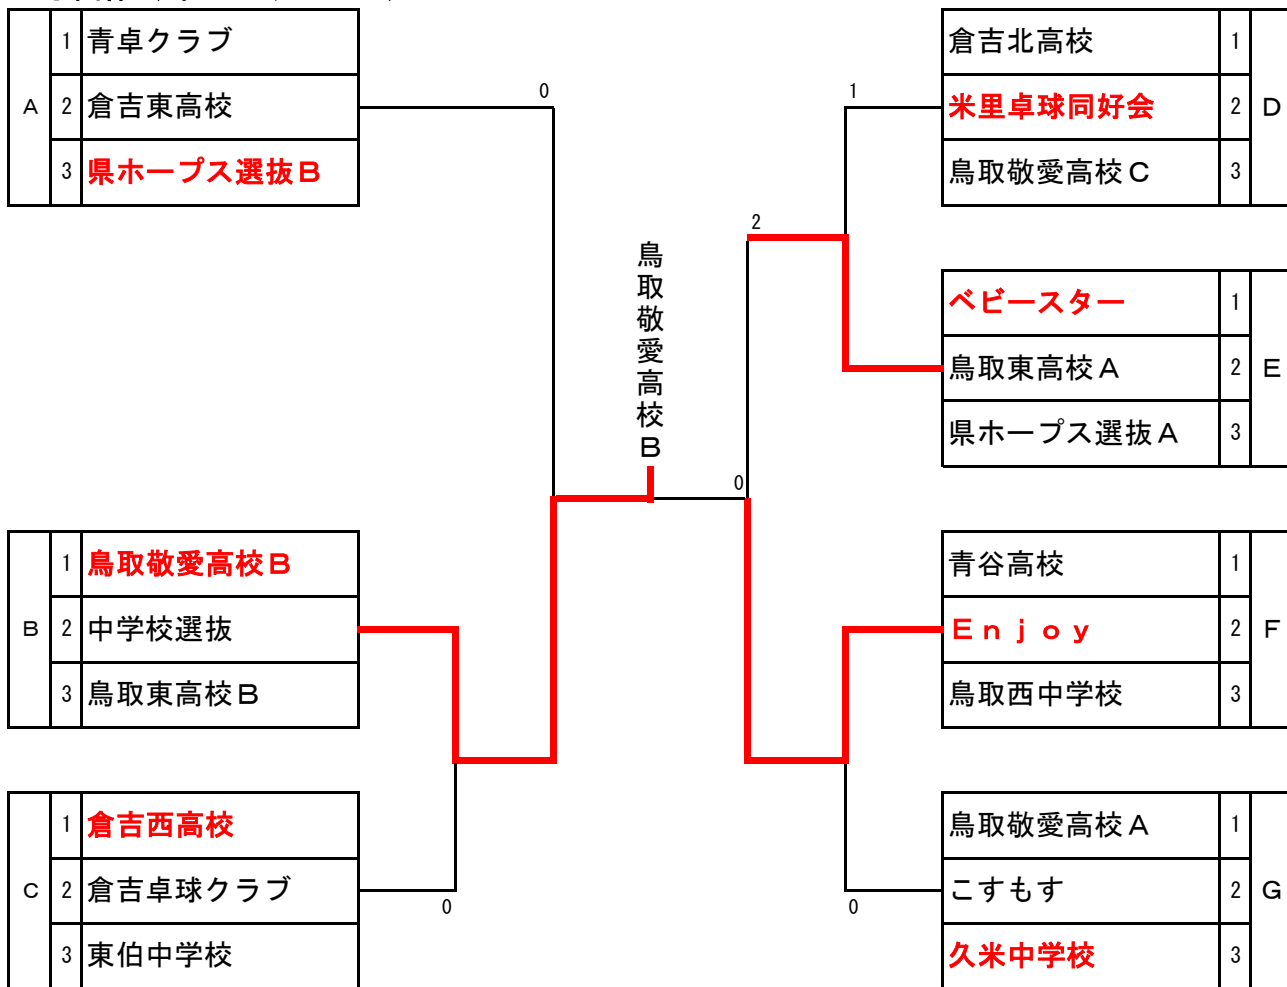 A
1 青卓クラブ
2 倉吉東高校
3 県ホープス選抜B
0
B
1 鳥取敬愛高校B
2 中学校選抜
3 鳥取東高校B
C
1 倉吉西高校
2 倉吉卓球クラブ
3 東伯中学校
0
鳥取敬愛高校B
0
2
1
倉吉北高校 1
米里卓球同好会 2
鳥取敬愛高校C 3
D
ベビースター 1
鳥取東高校A 2
県ホープス選抜A 3
E
青谷高校 1
Enjoy 2
鳥取西中学校 3
F
0
鳥取敬愛高校A 1
こすもす 2
久米中学校 3
G